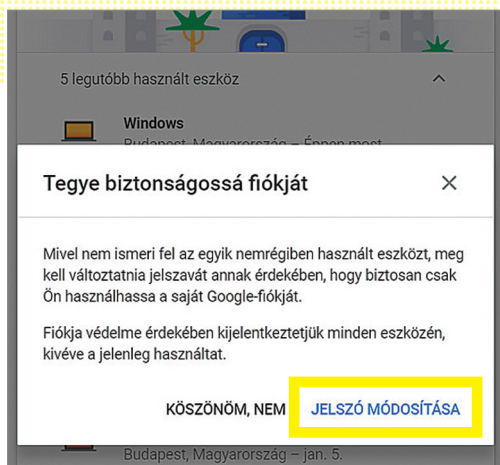 5 legutóbb használt eszköz
Windows
Budapest, Magyarország – Éppen most
Tegye biztonságossá fiókját
Mivel nem ismeri fel az egyik nemrégiben használt eszközt, meg
kell változtatnia jelszavát annak érdekében, hogy biztosan csak
Ön használhassa a saját Google-fiókját.
Fiókja védelme érdekében kijelentkeztetjük minden eszközén,
kivéve a jelenleg használtat.
KÖSZÖNÖM, NEM JELSZÓ MÓDOSÍTÁSA
Budapest, Magyarország – jan. 5.